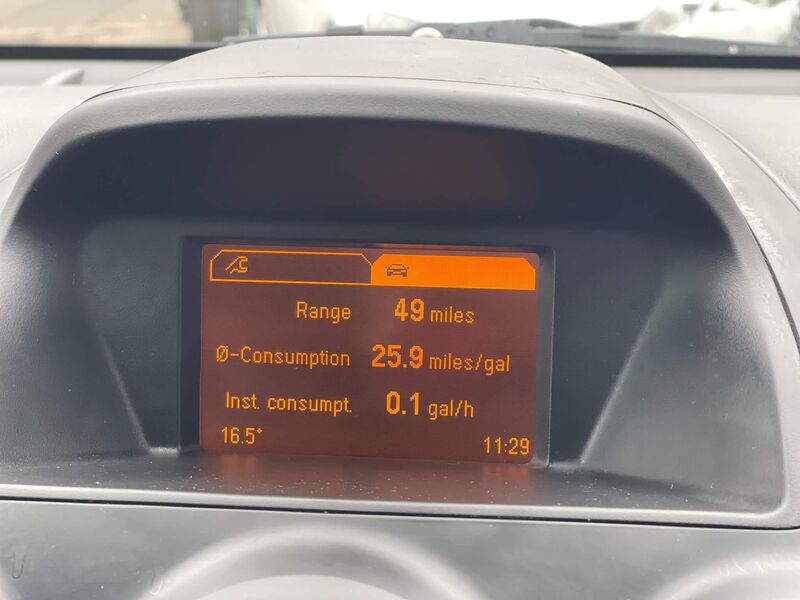 Range 49 miles
Ø-Consumption 25.9 miles/gal
Inst. consumpt. 0.1 gal/h
16.5° 11:29